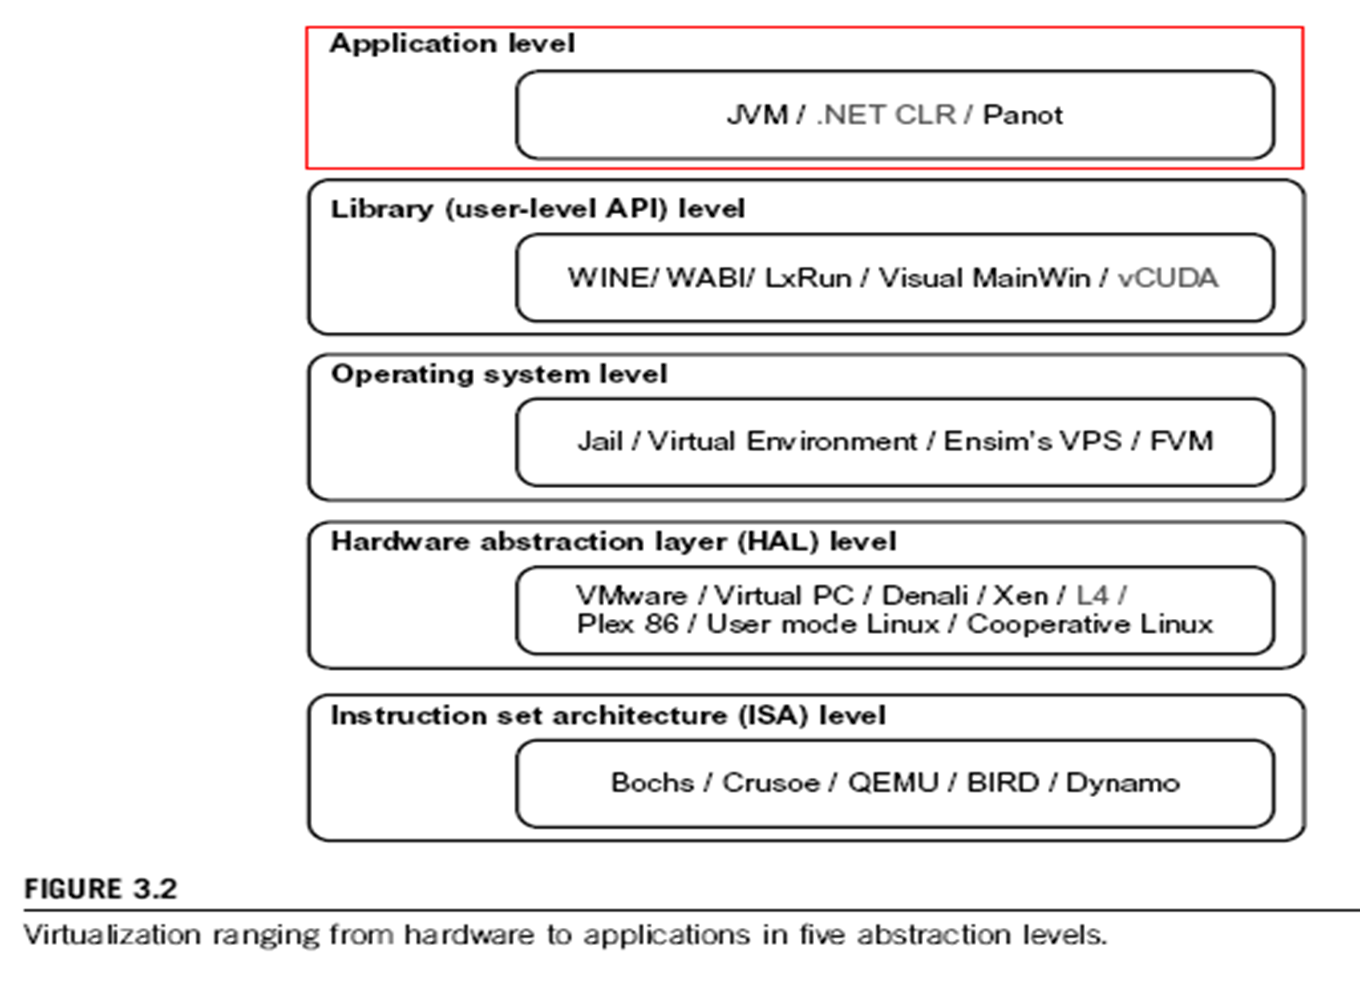 Application level
JVM / .NET CLR / Panot
Library (user-level API) level
WINE/ WABI/ LxRun / Visual MainWin / vCUDA
Operating system level
Jail / Virtual Environment / Ensim's VPS / FVM
Hardware abstraction layer (HAL) level
VMware / Virtual PC / Denali / Xen / L4 /
Plex 86 / User mode Linux / Cooperative Linux
Instruction set architecture (ISA) level
Bochs / Crusoe / QEMU / BIRD / Dynamo
FIGURE 3.2
Virtualization ranging from hardware to applications in five abstraction levels.